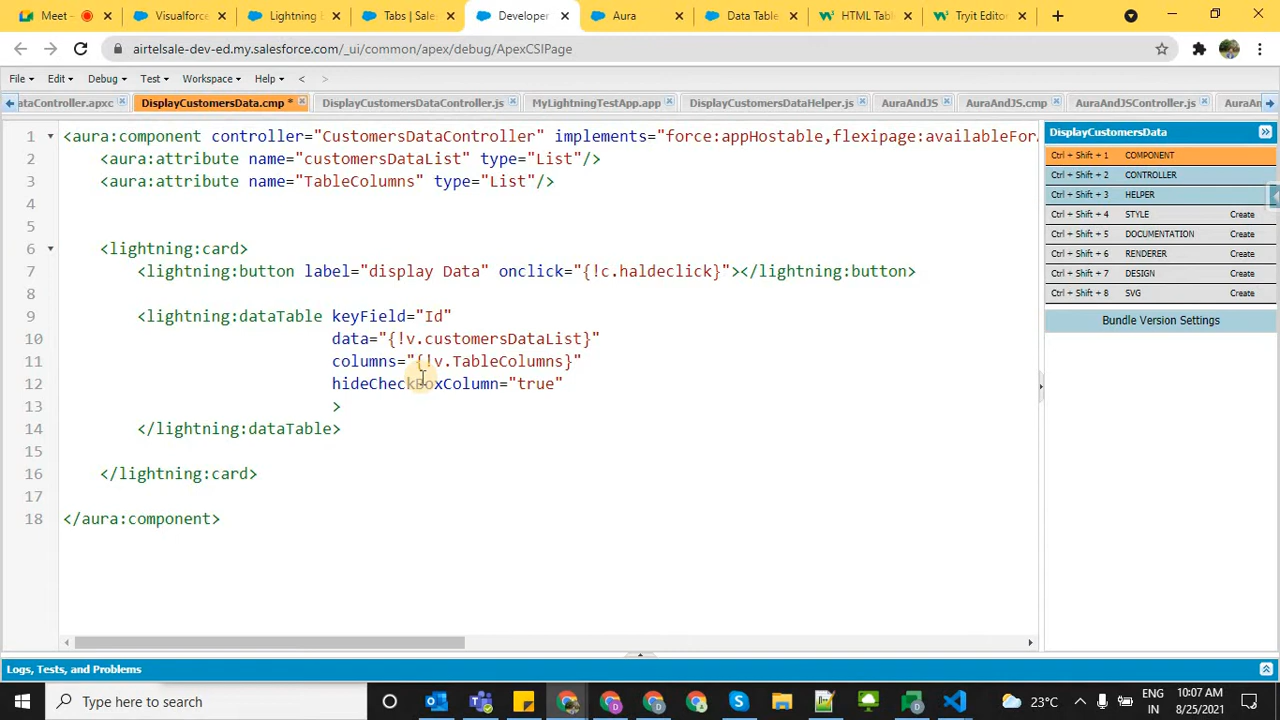 Meet –
Visualforce
Lightning E
Tabs | Sale
Developer
Aura
Data Table
HTML Tabl
Tryit Editor
airtelsale-dev-ed.my.salesforce.com/_ui/common/apex/debug/ApexCSIPage
File Edit Debug Test Workspace Help < >
ataController.apxc DisplayCustomersData.cmp * DisplayCustomersDataController.js MyLightningTestApp.app DisplayCustomersDataHelper.js AuraAndJS AuraAndJS.cmp AuraAndJSController.js AuraAn
1 <aura:component controller="CustomersDataController" implements="force:appHostable,flexipage:availableForA
2 <aura:attribute name="customersDataList" type="List"/>
3 <aura:attribute name="TableColumns" type="List"/>
4
5
6 <lightning:card>
7 <lightning:button label="display Data" onclick="{!c.haldeclick}"></lightning:button>
8
9 <lightning:dataTable keyField="Id"
10 data="{!v.customersDataList}"
11 columns="{!v.TableColumns}"
12 hideCheckBoxColumn="true"
13 >
14 </lightning:dataTable>
15
16 </lightning:card>
17
18 </aura:component>
DisplayCustomersData
Ctrl + Shift + 1 COMPONENT
Ctrl + Shift + 2 CONTROLLER
Ctrl + Shift + 3 HELPER
Ctrl + Shift + 4 STYLE Create
Ctrl + Shift + 5 DOCUMENTATION Create
Ctrl + Shift + 6 RENDERER Create
Ctrl + Shift + 7 DESIGN Create
Ctrl + Shift + 8 SVG Create
Bundle Version Settings
Logs, Tests, and Problems
Type here to search
23°C
ENG
IN
10:07 AM
8/25/2021